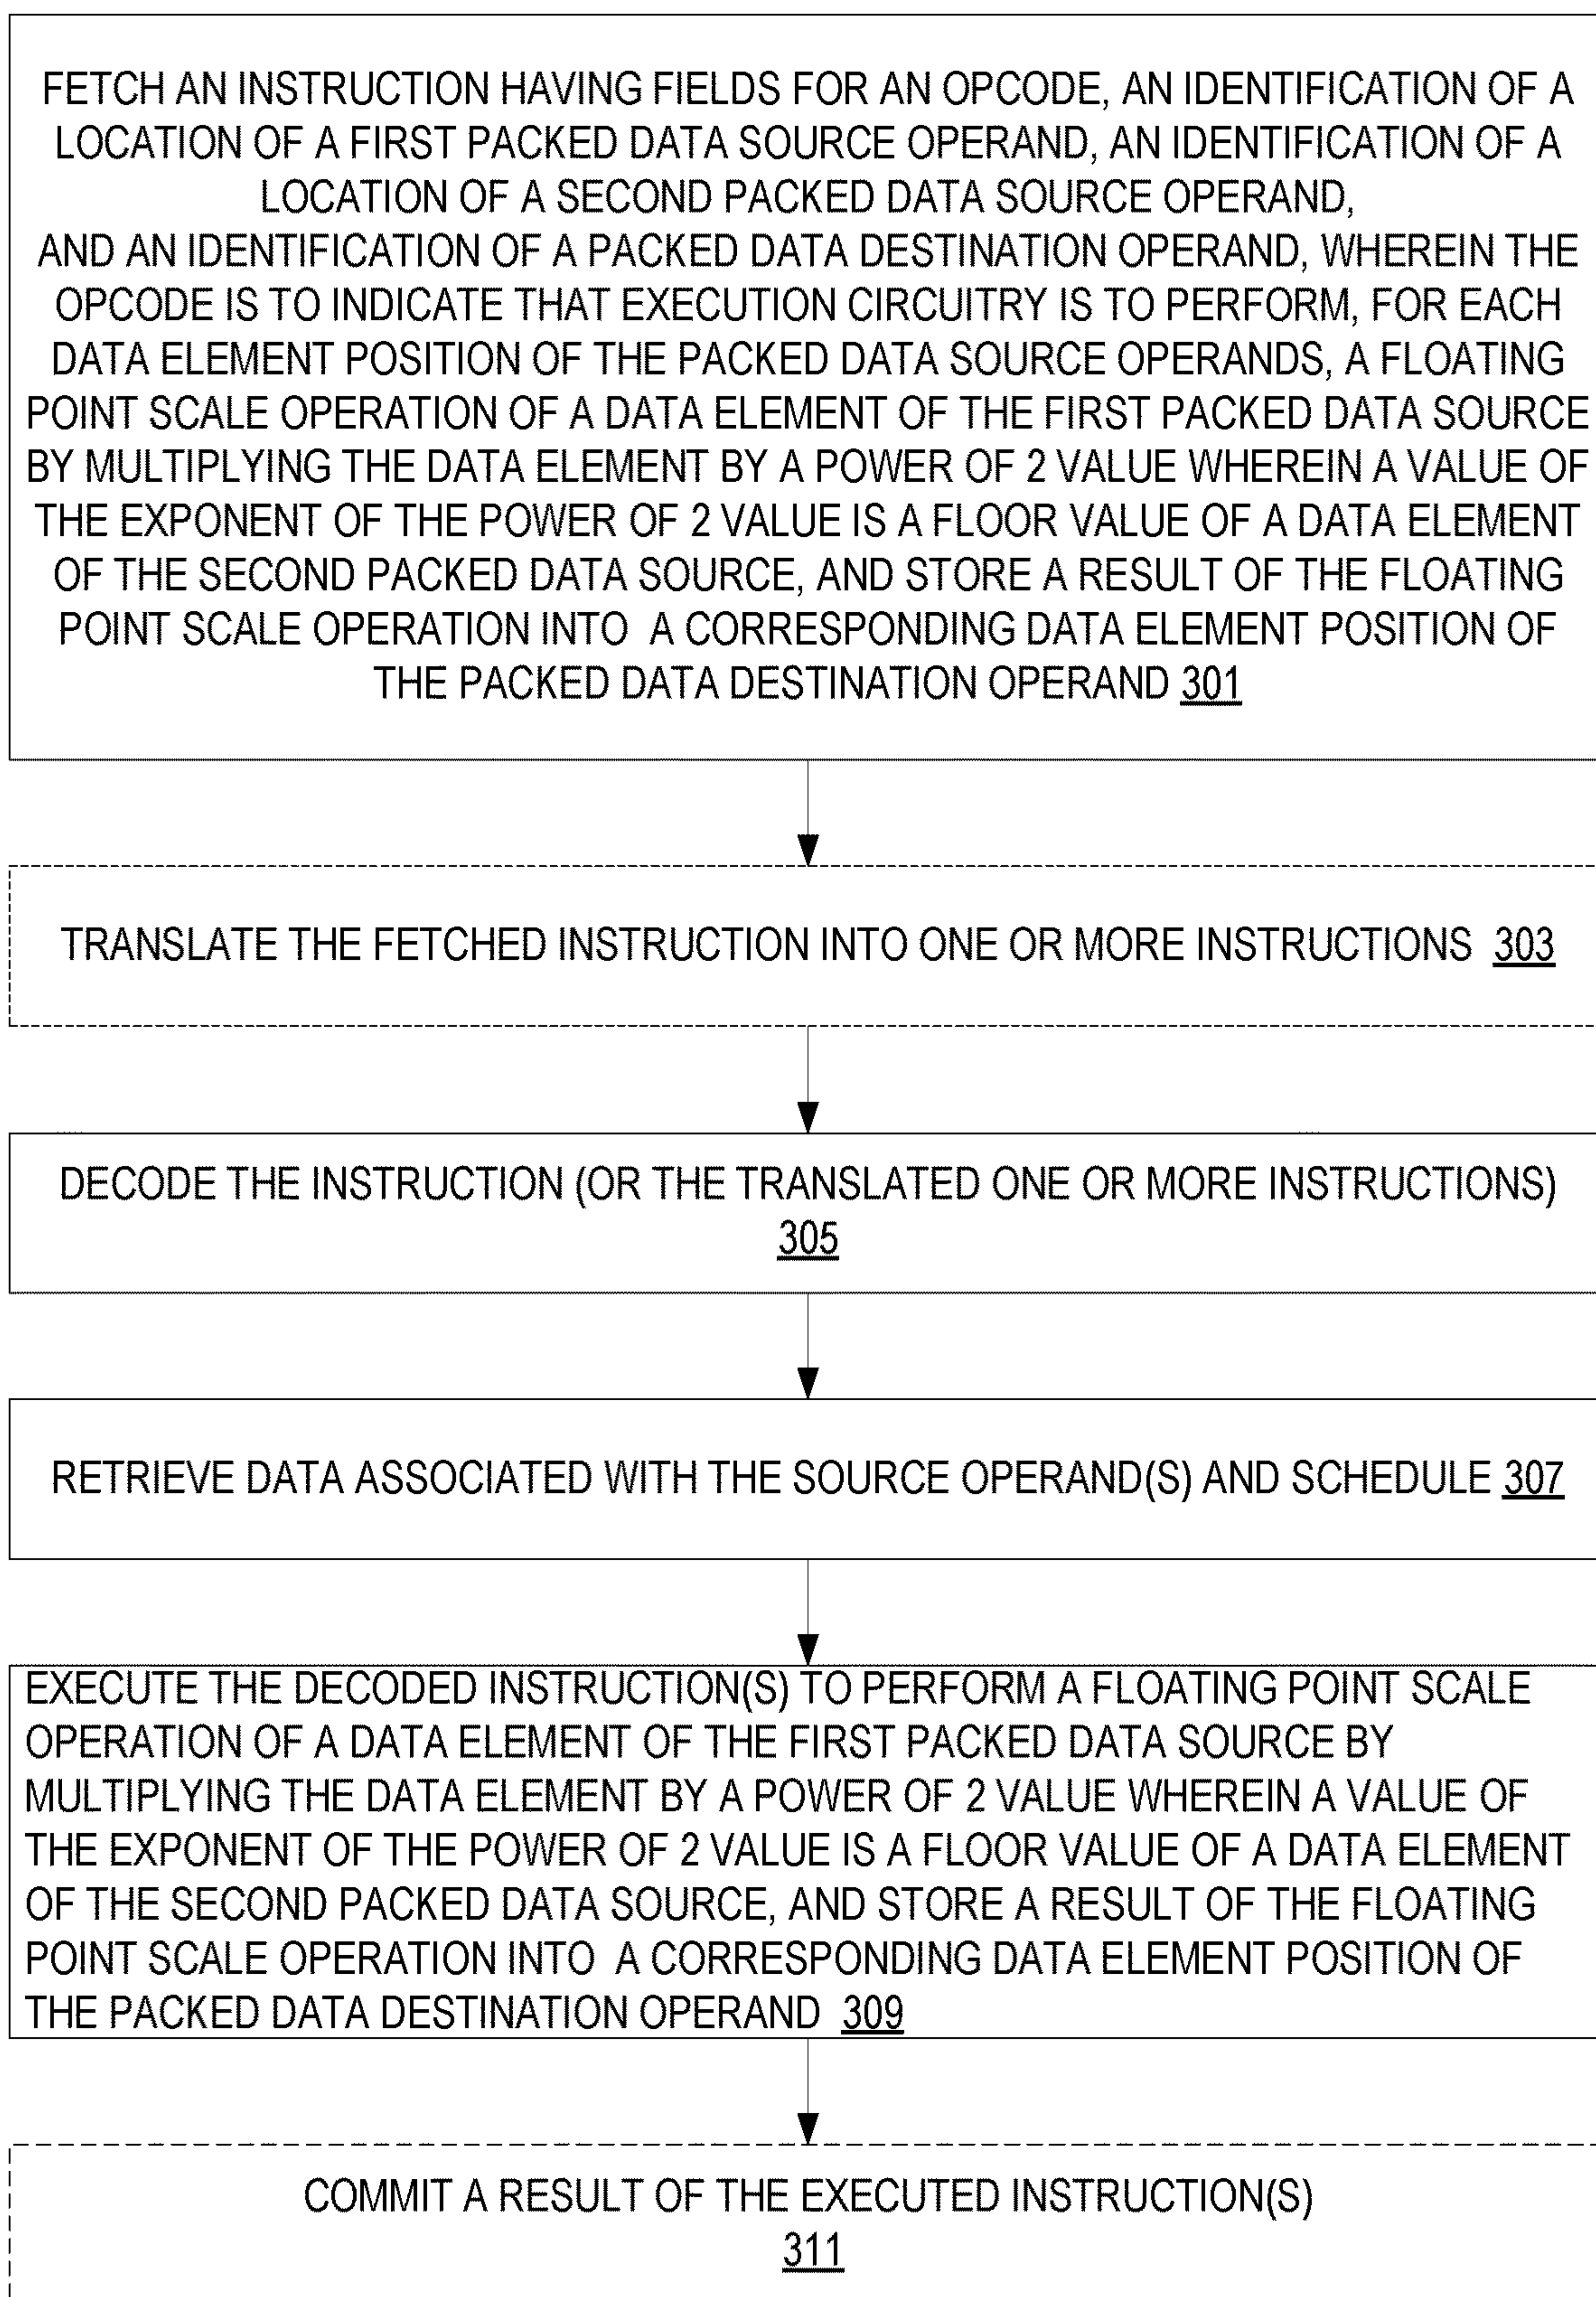 FETCH AN INSTRUCTION HAVING FIELDS FOR AN OPCODE, AN IDENTIFICATION OF A
LOCATION OF A FIRST PACKED DATA SOURCE OPERAND, AN IDENTIFICATION OF A
LOCATION OF A SECOND PACKED DATA SOURCE OPERAND,
AND AN IDENTIFICATION OF A PACKED DATA DESTINATION OPERAND, WHEREIN THE
OPCODE IS TO INDICATE THAT EXECUTION CIRCUITRY IS TO PERFORM, FOR EACH
DATA ELEMENT POSITION OF THE PACKED DATA SOURCE OPERANDS, A FLOATING
POINT SCALE OPERATION OF A DATA ELEMENT OF THE FIRST PACKED DATA SOURCE
BY MULTIPLYING THE DATA ELEMENT BY A POWER OF 2 VALUE WHEREIN A VALUE OF
THE EXPONENT OF THE POWER OF 2 VALUE IS A FLOOR VALUE OF A DATA ELEMENT
OF THE SECOND PACKED DATA SOURCE, AND STORE A RESULT OF THE FLOATING
POINT SCALE OPERATION INTO A CORRESPONDING DATA ELEMENT POSITION OF
THE PACKED DATA DESTINATION OPERAND 301
TRANSLATE THE FETCHED INSTRUCTION INTO ONE OR MORE INSTRUCTIONS 303
DECODE THE INSTRUCTION (OR THE TRANSLATED ONE OR MORE INSTRUCTIONS)
305
RETRIEVE DATA ASSOCIATED WITH THE SOURCE OPERAND(S) AND SCHEDULE 307
EXECUTE THE DECODED INSTRUCTION(S) TO PERFORM A FLOATING POINT SCALE
OPERATION OF A DATA ELEMENT OF THE FIRST PACKED DATA SOURCE BY
MULTIPLYING THE DATA ELEMENT BY A POWER OF 2 VALUE WHEREIN A VALUE OF
THE EXPONENT OF THE POWER OF 2 VALUE IS A FLOOR VALUE OF A DATA ELEMENT
OF THE SECOND PACKED DATA SOURCE, AND STORE A RESULT OF THE FLOATING
POINT SCALE OPERATION INTO A CORRESPONDING DATA ELEMENT POSITION OF
THE PACKED DATA DESTINATION OPERAND 309
COMMIT A RESULT OF THE EXECUTED INSTRUCTION(S)
311